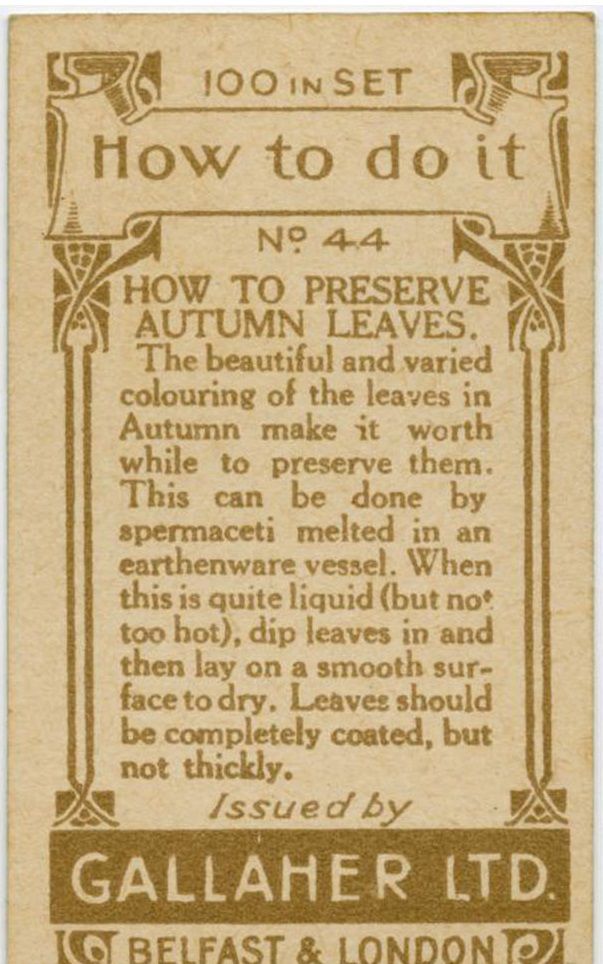 100 IN SET
How to do it
Nº 44
HOW TO PRESERVE
AUTUMN LEAVES.
The beautiful and varied
colouring of the leaves in
Autumn make it worth
while to preserve them.
This can be done by
spermaceti melted in an
earthenware vessel. When
this is quite liquid (but not
too hot), dip leaves in and
then lay on a smooth sur-
face to dry. Leaves should
be completely coated, but
not thickly.
Issued by
GALLAHER LTD.
BELFAST & LONDON